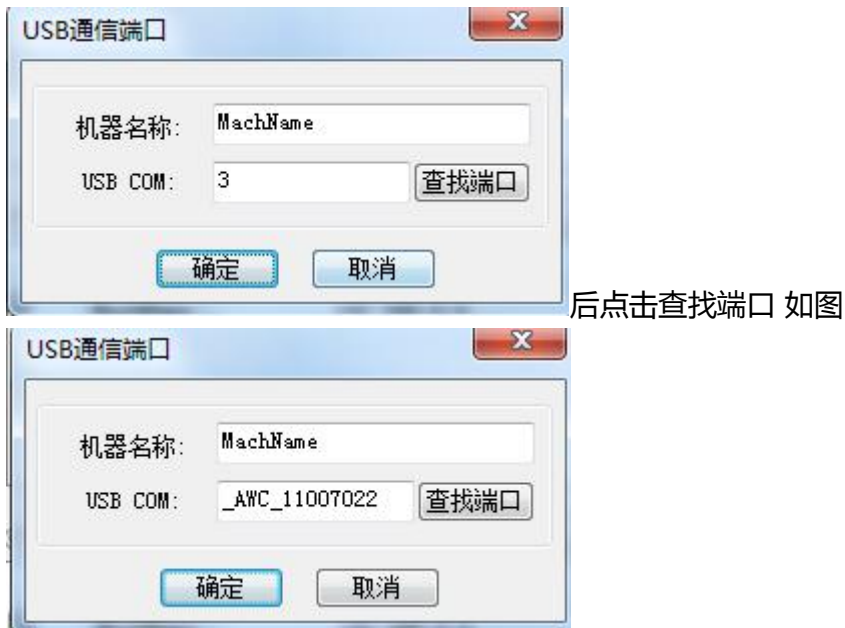 USB通信端口
机器名称: MachName
USB COM: 3 查找端口
确定 取消
后点击查找端口 如图
USB通信端口
机器名称: MachName
USB COM: _AWC_11007022 查找端口
确定 取消